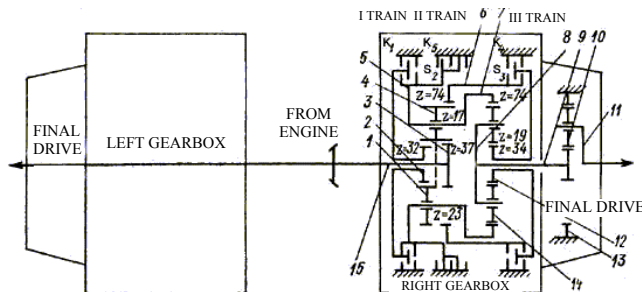 I TRAIN II TRAIN 6 7 III TRAIN 8 9 10
K1 K5 K4
5 S2 S3
4 z=74 z=74
3 z=17
FROM
ENGINE
2 z=19 11
FINAL
DRIVE
LEFT GEARBOX
1 z=32 z=37 z=34
FINAL DRIVE
z=23 12
15 14 13
RIGHT GEARBOX